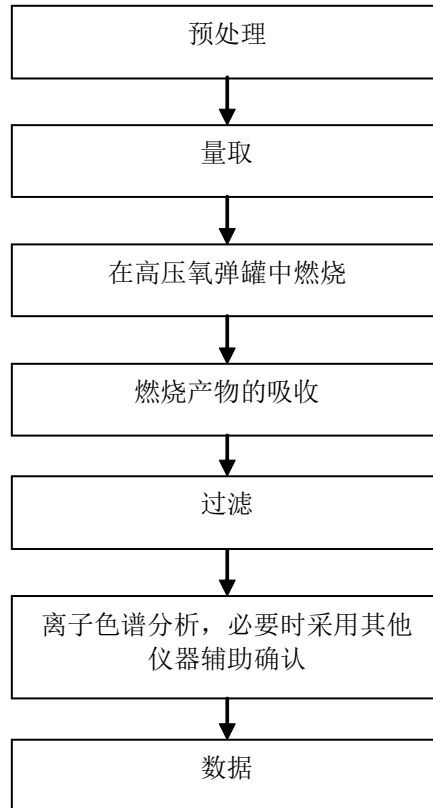 预处理
量取
在高压氧弹罐中燃烧
燃烧产物的吸收
过滤
离子色谱分析，必要时采用其他
仪器辅助确认
数据